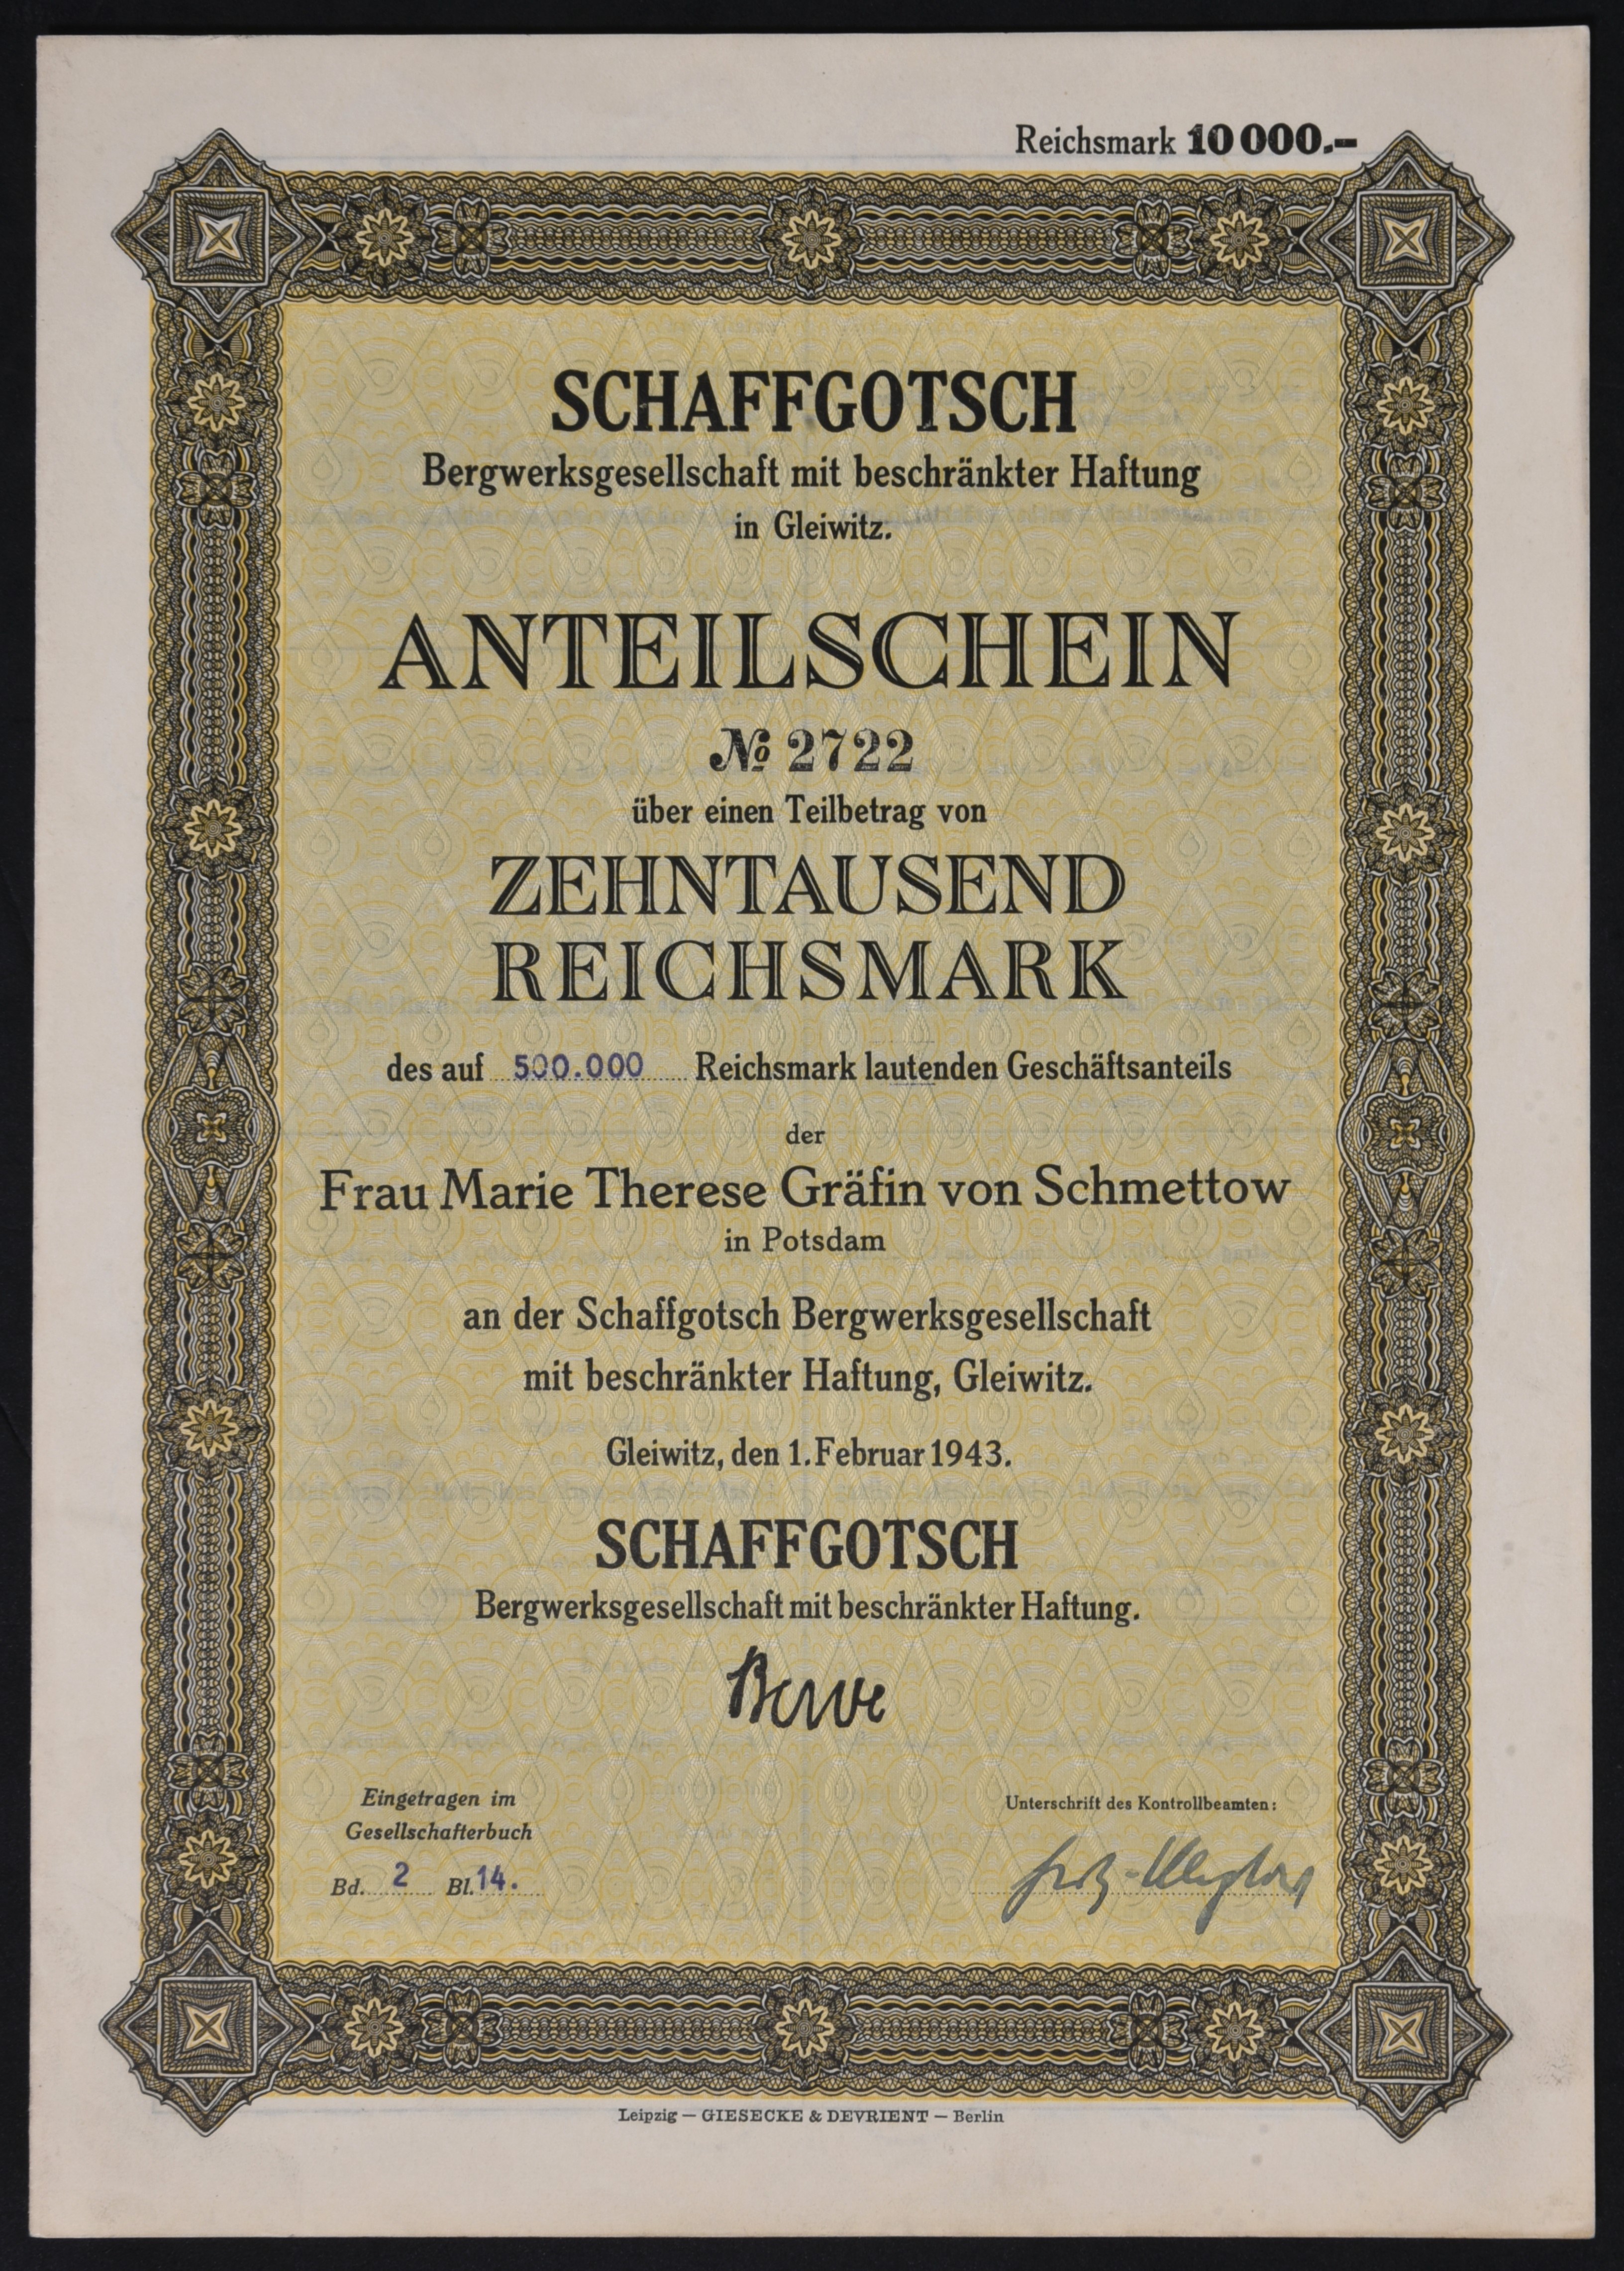 Reichsmark 10 000.-
SCHAFFGOTSCH
Bergwerksgesellschaft mit beschränkter Haftung
in Gleiwitz.
ANTEILSCHEIN
№ 2722
über einen Teilbetrag von
ZEHNTAUSEND
REICHSMARK
des auf 500.000 Reichsmark lautenden Geschäftsanteils
der
Frau Marie Therese Gräfin von Schmettow
in Potsdam
an der Schaffgotsch Bergwerksgesellschaft
mit beschränkter Haftung, Gleiwitz.
Gleiwitz, den 1. Februar 1943.
SCHAFFGOTSCH
Bergwerksgesellschaft mit beschränkter Haftung.
Berve
Eingetragen im
Gesellschafterbuch
Bd. 2 Bl. 14.
Unterschrift des Kontrollbeamten:
Leipzig — GIESECKE & DEVRIENT — Berlin